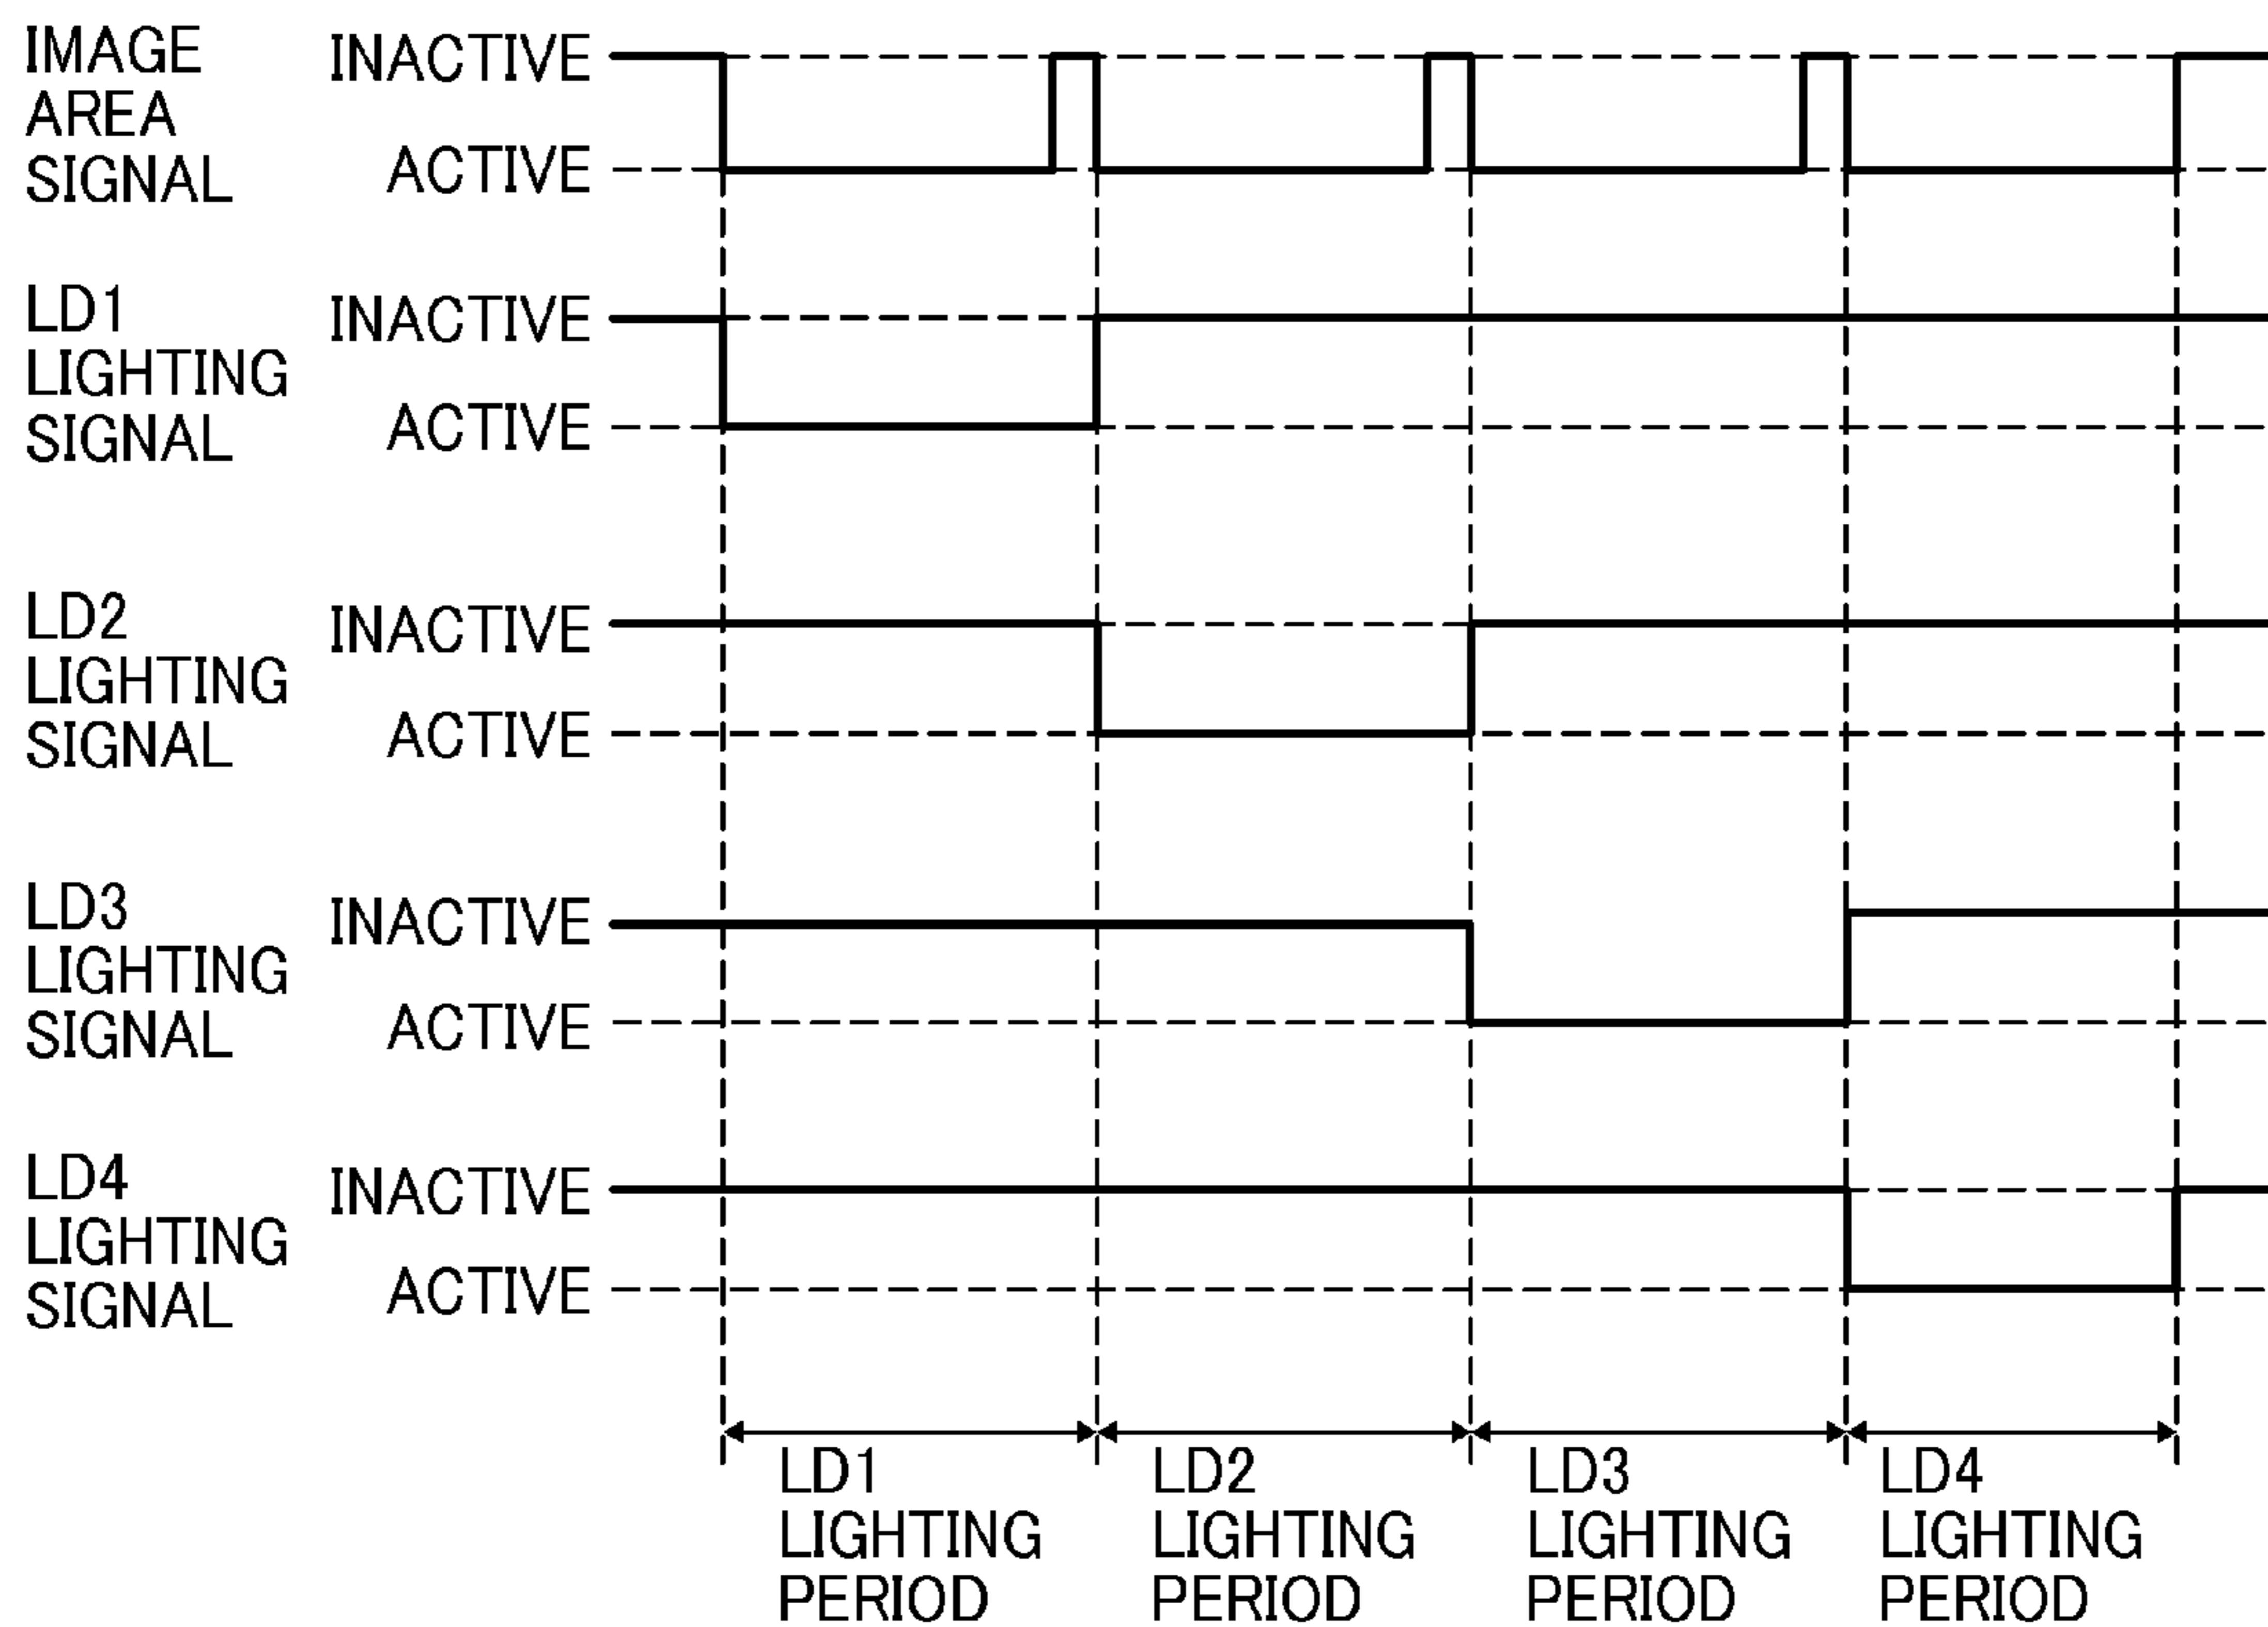 IMAGE
AREA
SIGNAL
INACTIVE
ACTIVE
LD1
LIGHTING
SIGNAL
INACTIVE
ACTIVE
LD2
LIGHTING
SIGNAL
INACTIVE
ACTIVE
LD3
LIGHTING
SIGNAL
INACTIVE
ACTIVE
LD4
LIGHTING
SIGNAL
INACTIVE
ACTIVE
LD1
LIGHTING
PERIOD
LD2
LIGHTING
PERIOD
LD3
LIGHTING
PERIOD
LD4
LIGHTING
PERIOD